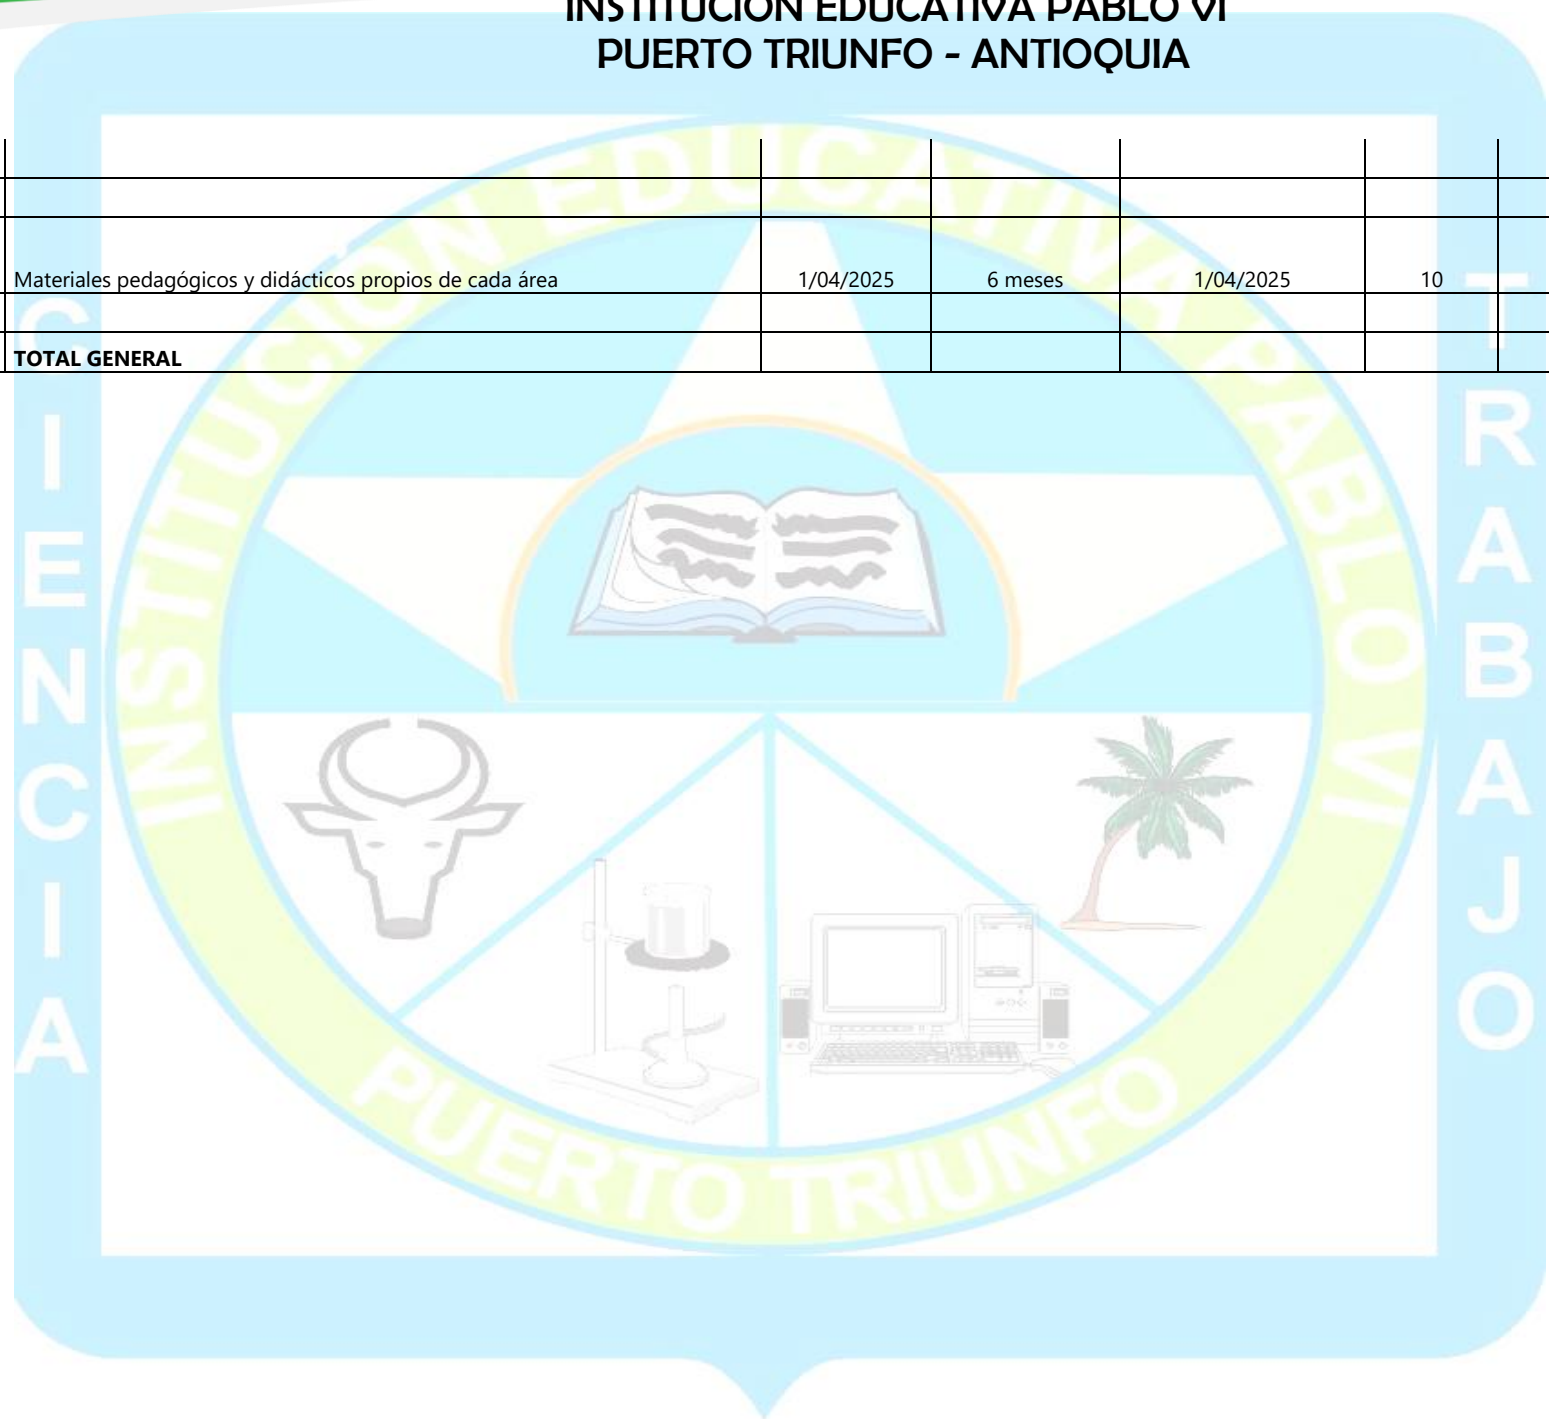 INSTITUCIÓN EDUCATIVA PABLO VI
PUERTO TRIUNFO - ANTIOQUIA
Materiales pedagógicos y didácticos propios de cada área 1/04/2025 6 meses 1/04/2025 10
TOTAL GENERAL
INSTITUCIÓN EDUCATIVA PABLO VI
CIENCIA
TRABAJO
PUERTO TRIUNFO